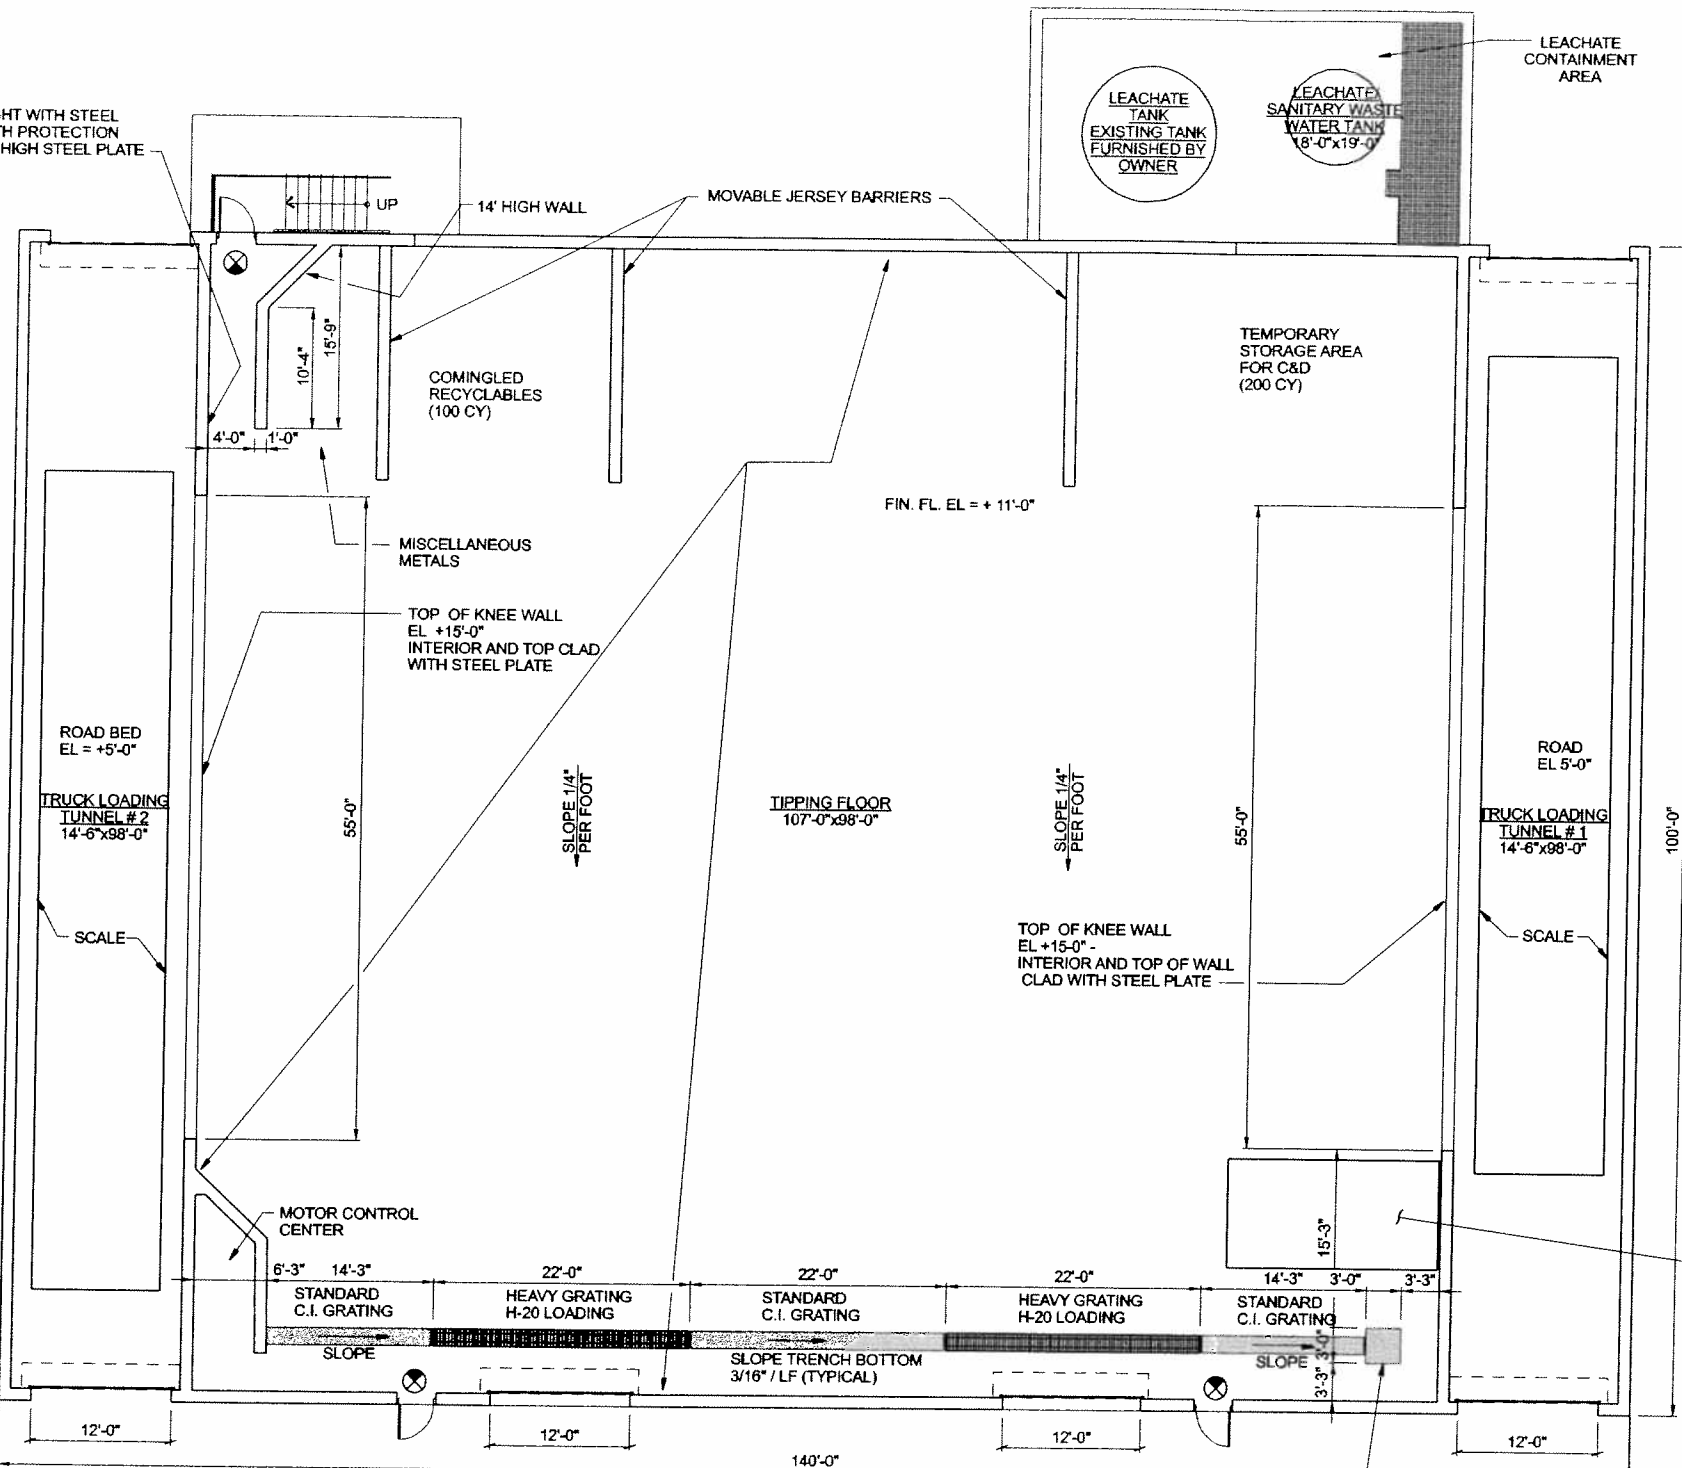 LEACHATE
CONTAINMENT
AREA
LEACHATE
TANK
EXISTING TANK
FURNISHED BY
OWNER
LEACHATE/
SANITARY WASTE
WATER TANK
18'-0"x19'-0"
HT WITH STEEL
TH PROTECTION
HIGH STEEL PLATE
UP
14' HIGH WALL
MOVABLE JERSEY BARRIERS
10'-4"
15'-9"
4'-0"
1'-0"
COMINGLED
RECYCLABLES
(100 CY)
TEMPORARY
STORAGE AREA
FOR C&D
(200 CY)
FIN. FL. EL = + 11'-0"
MISCELLANEOUS
METALS
TOP OF KNEE WALL
EL +15'-0"
INTERIOR AND TOP CLAD
WITH STEEL PLATE
ROAD BED
EL = +5'-0"
TRUCK LOADING
TUNNEL # 2
14'-6"x98'-0"
SCALE
55'-0"
SLOPE 1/4"
PER FOOT
TIPPING FLOOR
107'-0"x98'-0"
SLOPE 1/4"
PER FOOT
55'-0"
ROAD
EL 5'-0"
TRUCK LOADING
TUNNEL # 1
14'-6"x98'-0"
100'-0"
SCALE
TOP OF KNEE WALL
EL +15-0" -
INTERIOR AND TOP OF WALL
CLAD WITH STEEL PLATE
MOTOR CONTROL
CENTER
15'-3"
6'-3"
14'-3"
22'-0"
22'-0"
22'-0"
14'-3"
3'-0"
3'-3"
STANDARD
C.I. GRATING
HEAVY GRATING
H-20 LOADING
STANDARD
C.I. GRATING
HEAVY GRATING
H-20 LOADING
STANDARD
C.I. GRATING
3'-0"
SLOPE
SLOPE TRENCH BOTTOM
3/16" / LF (TYPICAL)
SLOPE
3'-3"
12'-0"
12'-0"
12'-0"
12'-0"
140'-0"